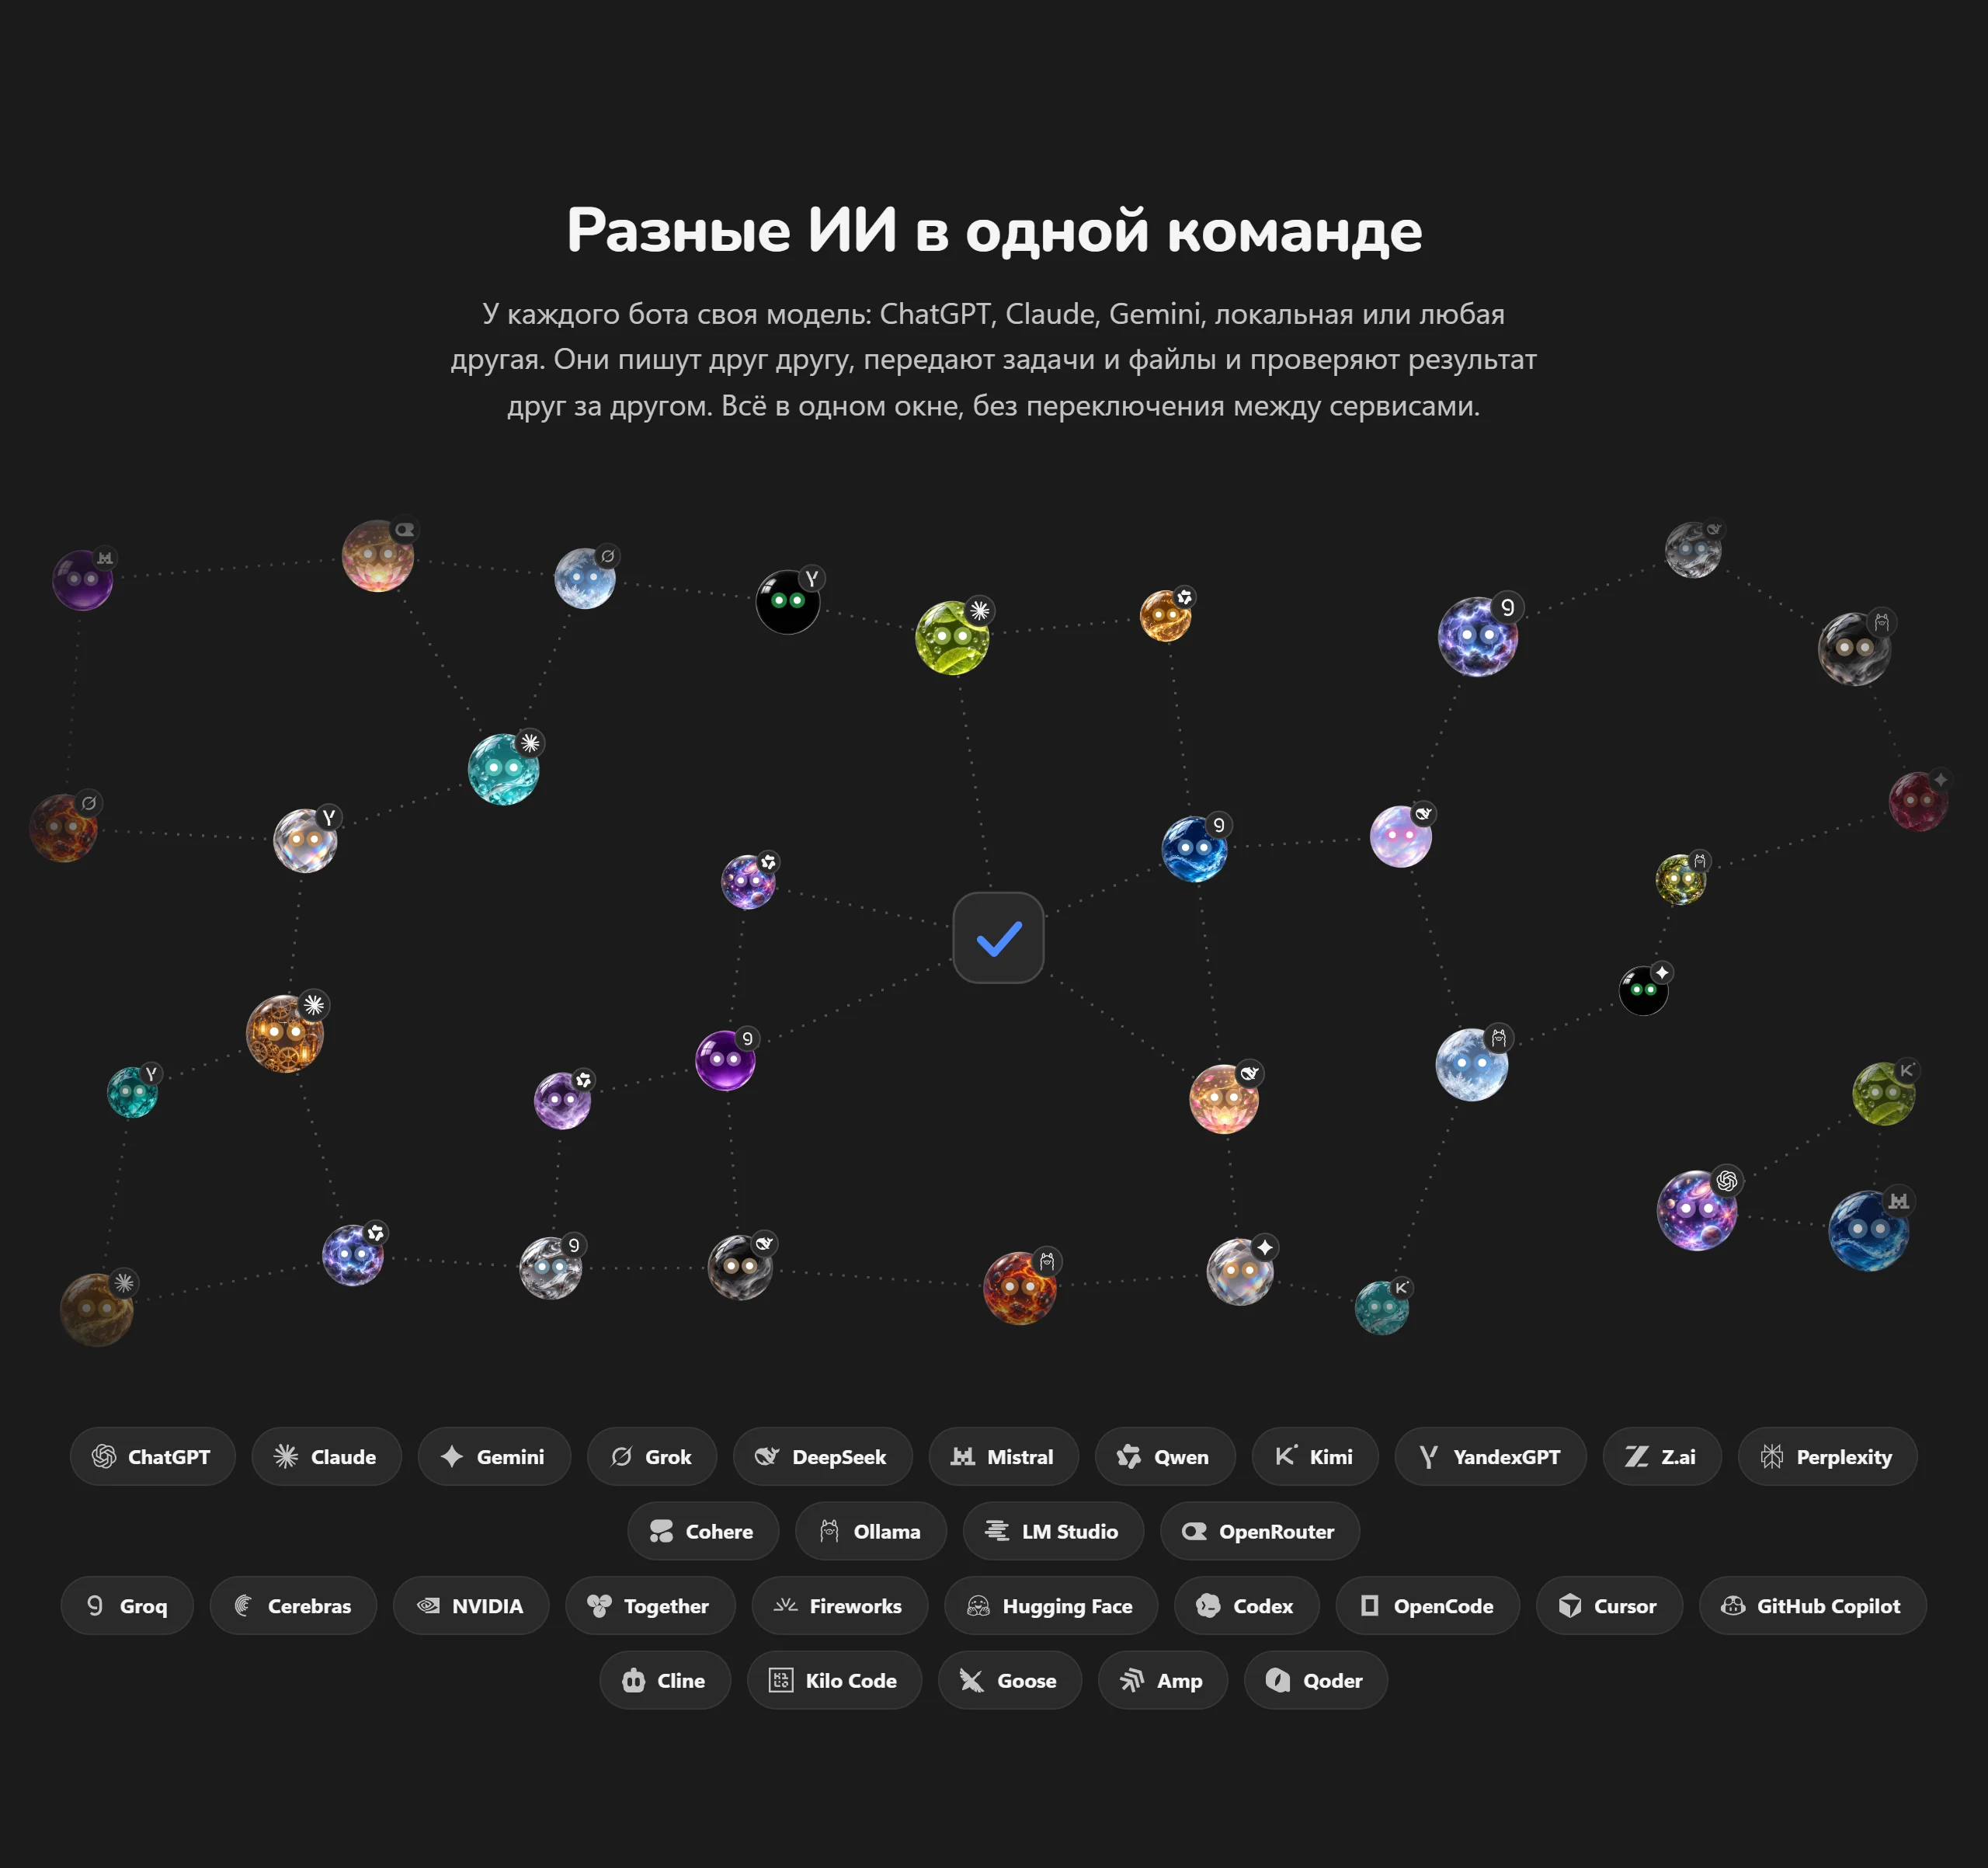 Разные ИИ в одной команде
У каждого бота своя модель: ChatGPT, Claude, Gemini, локальная или любая
другая. Они пишут друг другу, передают задачи и файлы и проверяют результат
друг за другом. Всё в одном окне, без переключения между сервисами.
ChatGPT Claude Gemini Grok DeepSeek Mistral Qwen Kimi YandexGPT Z.ai Perplexity
Cohere Ollama LM Studio OpenRouter
Groq Cerebras NVIDIA Together Fireworks Hugging Face Codex OpenCode Cursor GitHub Copilot
Cline Kilo Code Goose Amp Qoder